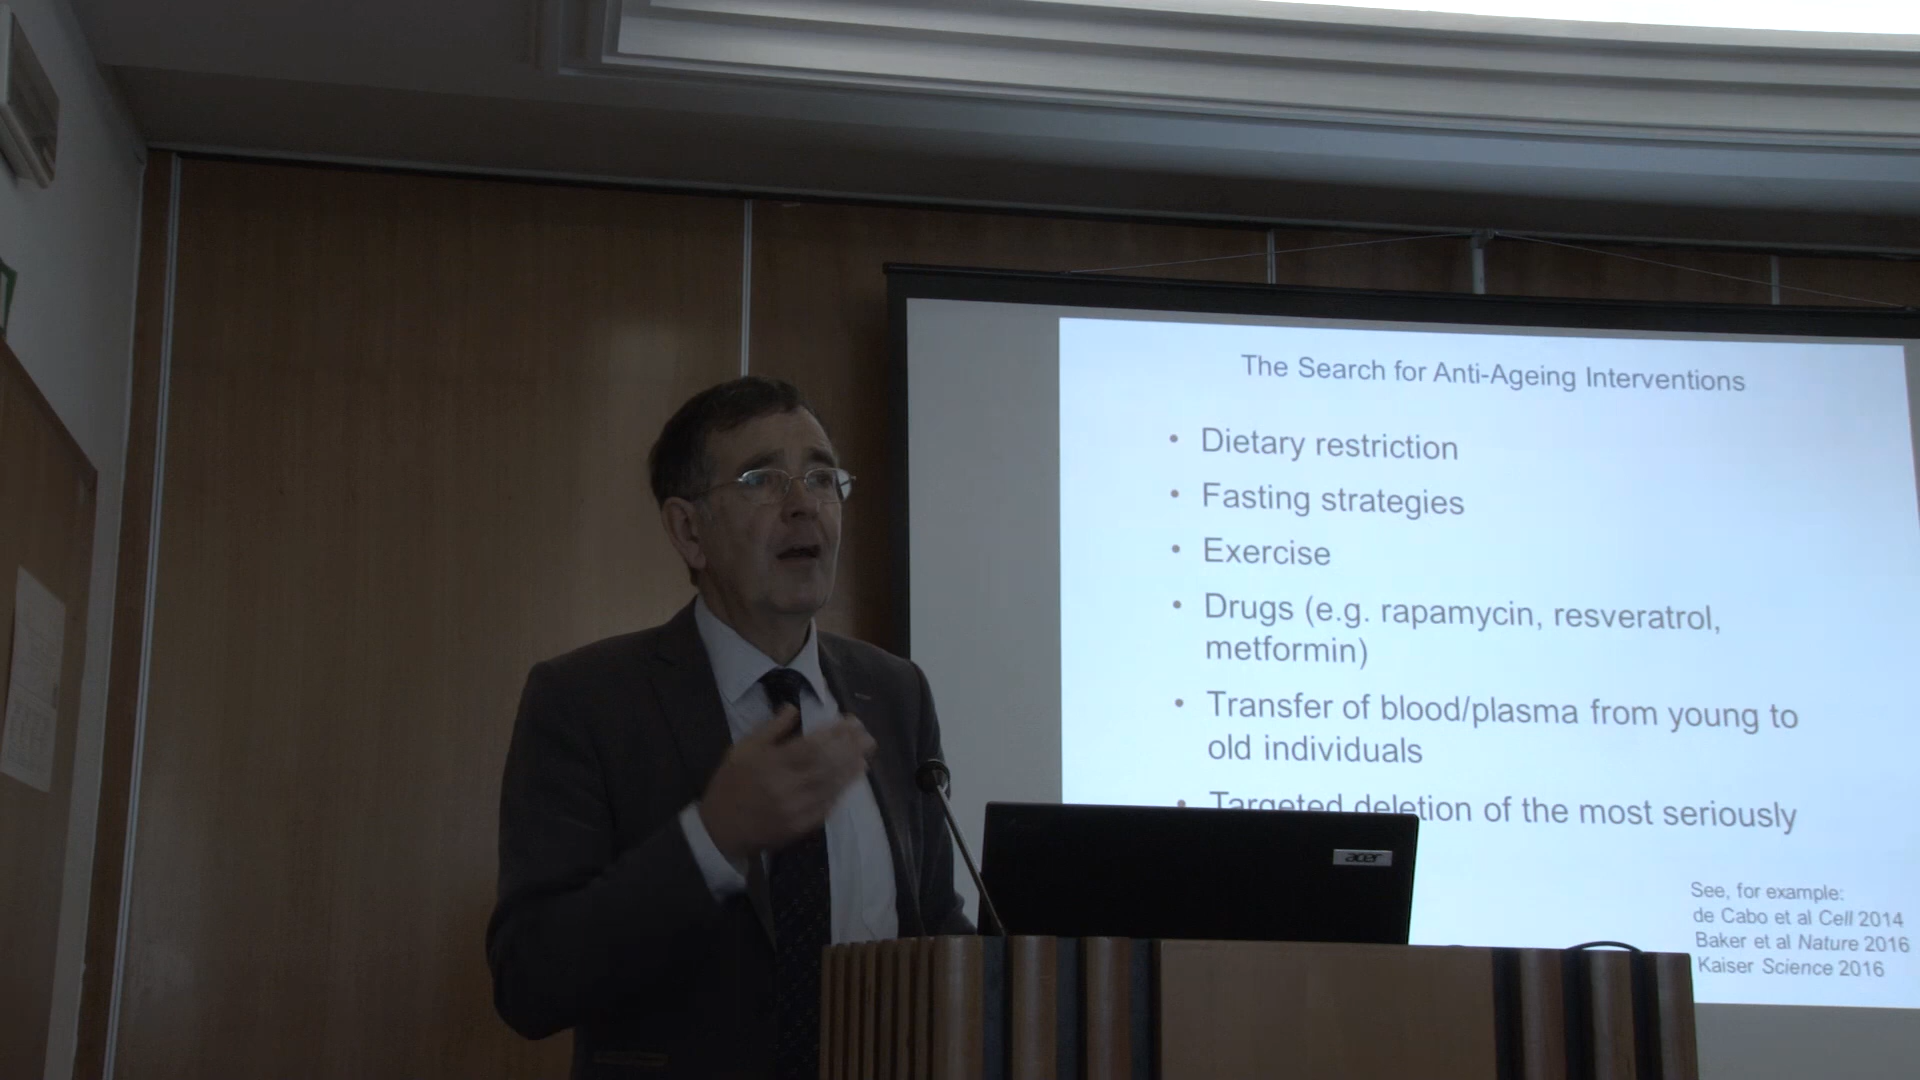 The Search for Anti-Ageing Interventions
• Dietary restriction
• Fasting strategies
• Exercise
• Drugs (e.g. rapamycin, resveratrol,
metformin)
• Transfer of blood/plasma from young to
old individuals
• Targeted deletion of the most seriously
acer
See, for example:
de Cabo et al Cell 2014
Baker et al Nature 2016
Kaiser Science 2016